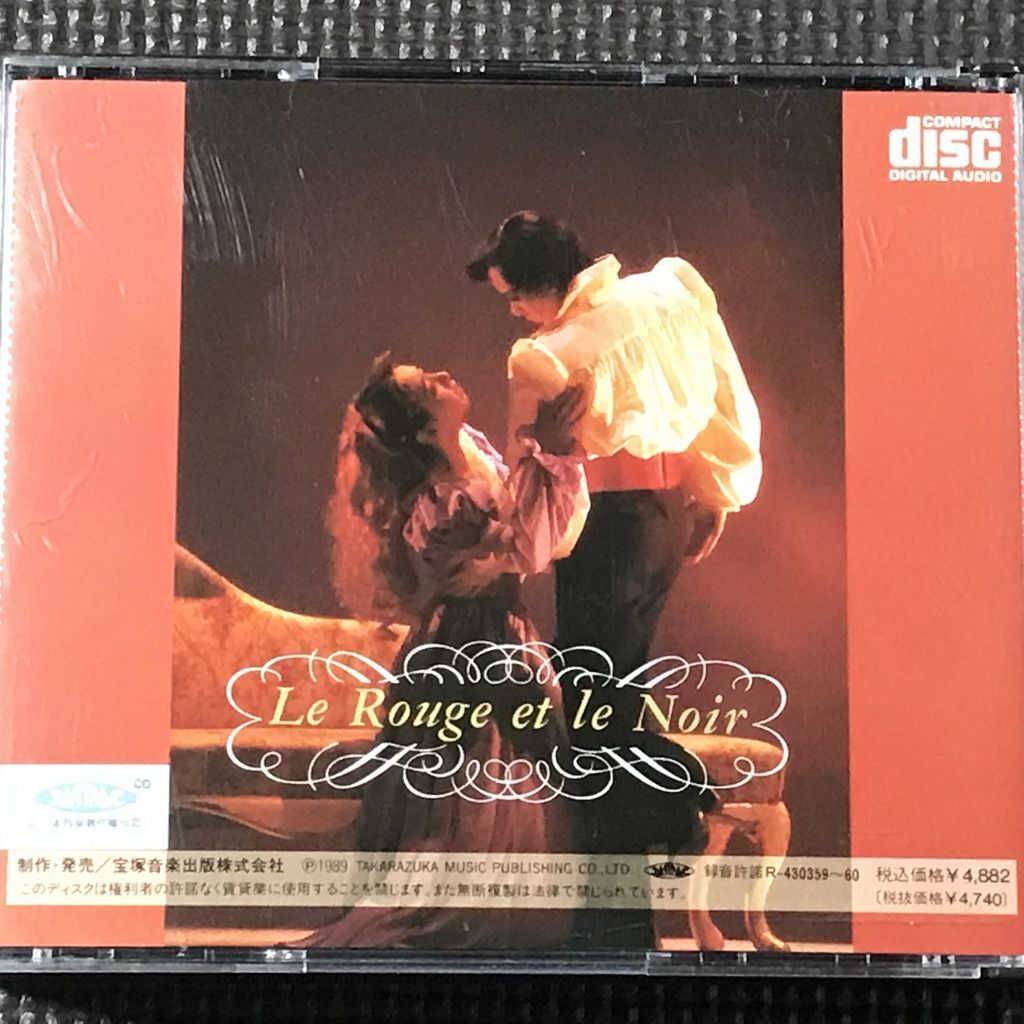 COMPACT
disc
DIGITAL AUDIO
Le Rouge et le Noir
CD
制作・発売／宝塚音楽出版株式会社 Ⓟ1989 TAKARAZUKA MUSIC PUBLISHING CO.,LTD. 録音許諾R-430359〜60 税込価格￥4,882
このディスクは権利者の許諾なく賃貸業に使用することを禁じます。また無断複製は法律で禁じられています。 (税抜価格￥4,740)